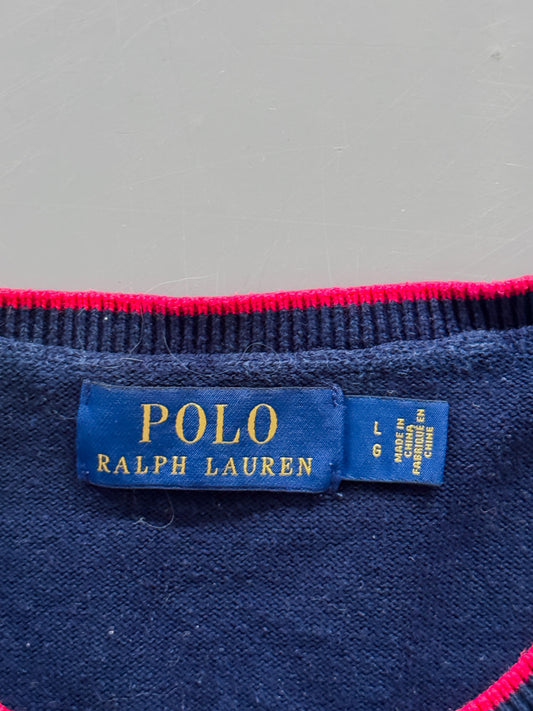 POLO
RALPH LAUREN
L
G
MADE IN
CHINA
FABRIQUÉ EN
CHINE